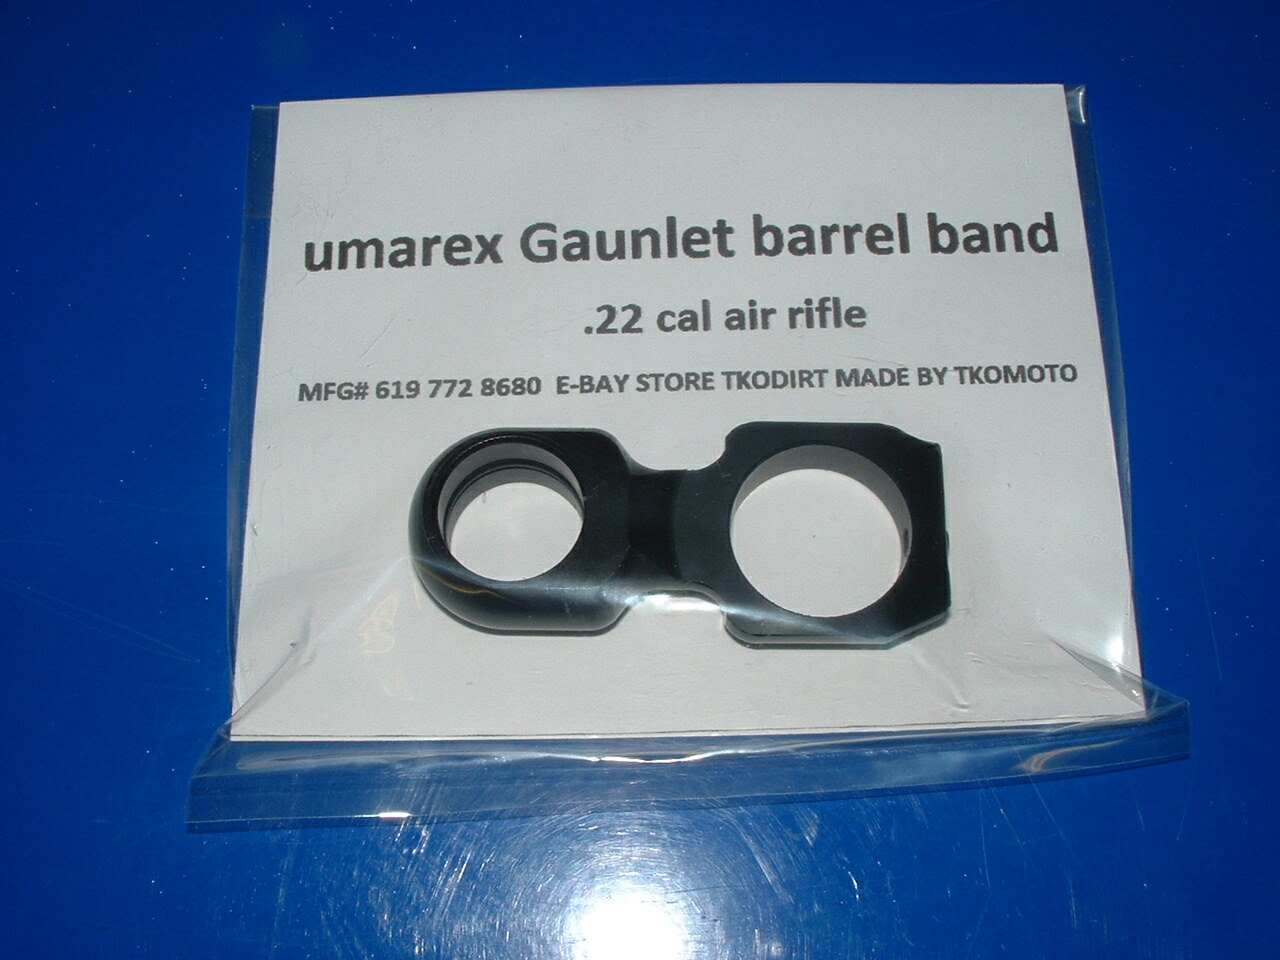 umarex Gaunlet barrel band
.22 cal air rifle
MFG# 619 772 8680 E-BAY STORE TKODIRT MADE BY TKOMOTO